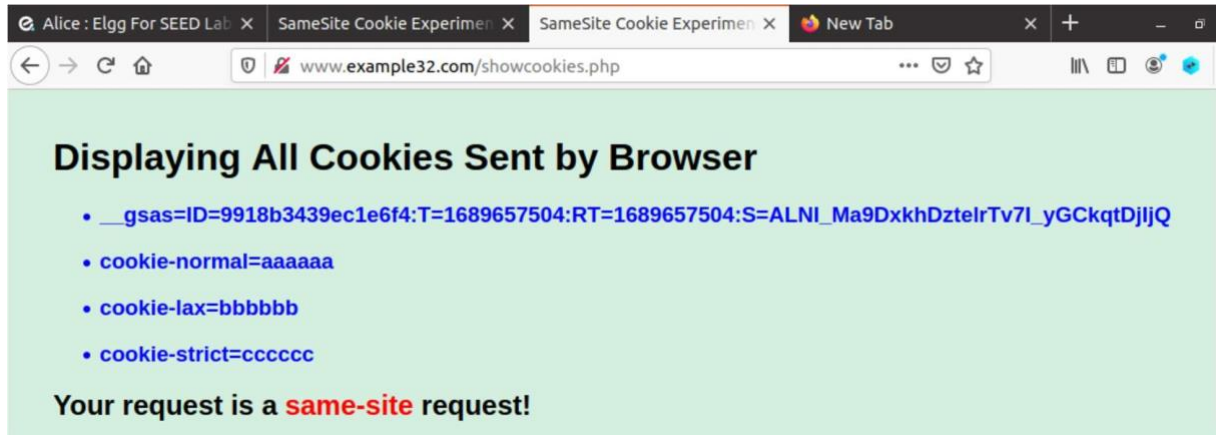 Alice : Elgg For SEED Lab
SameSite Cookie Experimen
SameSite Cookie Experimen
New Tab
www.example32.com/showcookies.php
Displaying All Cookies Sent by Browser
• __gsas=ID=9918b3439ec1e6f4:T=1689657504:RT=1689657504:S=ALNI_Ma9DxkhDztelrTv7l_yGCkqtDjljQ
• cookie-normal=aaaaaa
• cookie-lax=bbbbbb
• cookie-strict=cccccc
Your request is a same-site request!